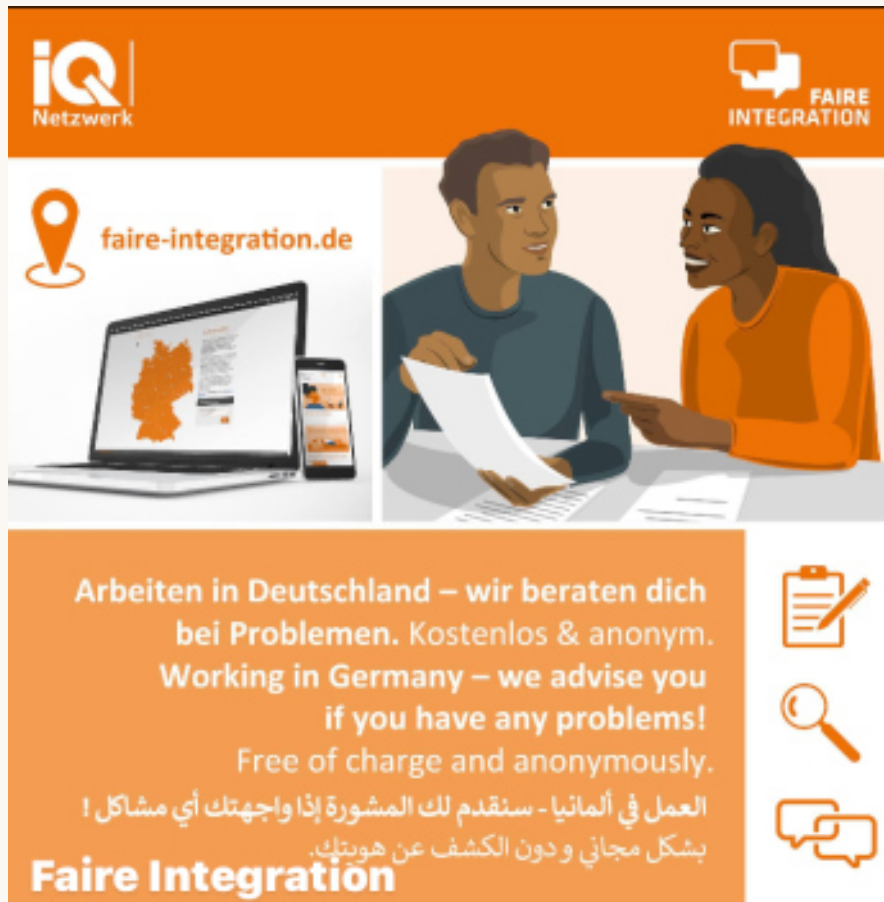 iQ
Netzwerk
FAIRE
INTEGRATION
faire-integration.de
Arbeiten in Deutschland – wir beraten dich
bei Problemen. Kostenlos & anonym.
Working in Germany – we advise you
if you have any problems!
Free of charge and anonymously.
العمل في ألمانيا - سنقدم لك المشورة إذا واجهتك أي مشاكل !
بشكل مجاني و دون الكشف عن هويتك.
Faire Integration